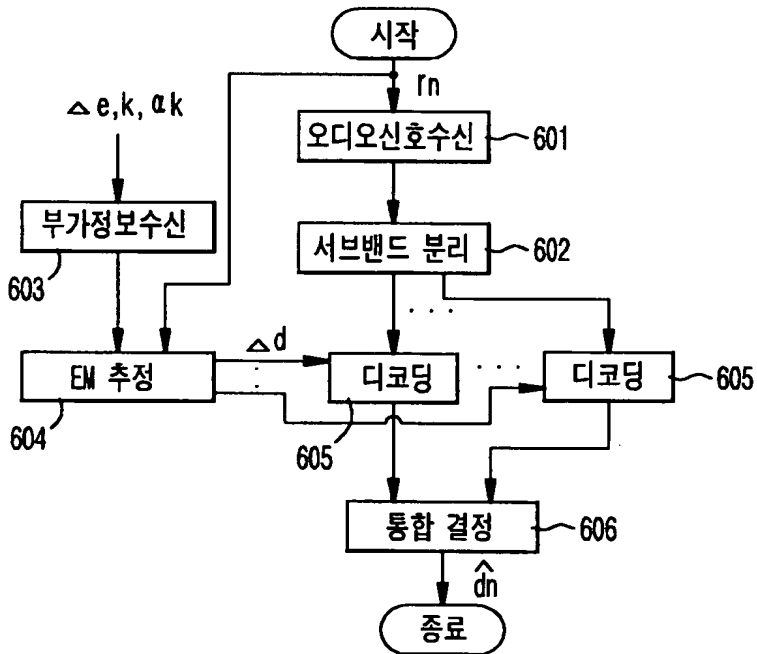 시작
rn
△e,k, αk
오디오신호수신
601
부가정보수신
603
서브밴드 분리
602
. . .
△d
. . .
EM 추정
604
디코딩
605
디코딩
605
통합 결정
606
d̂n
종료